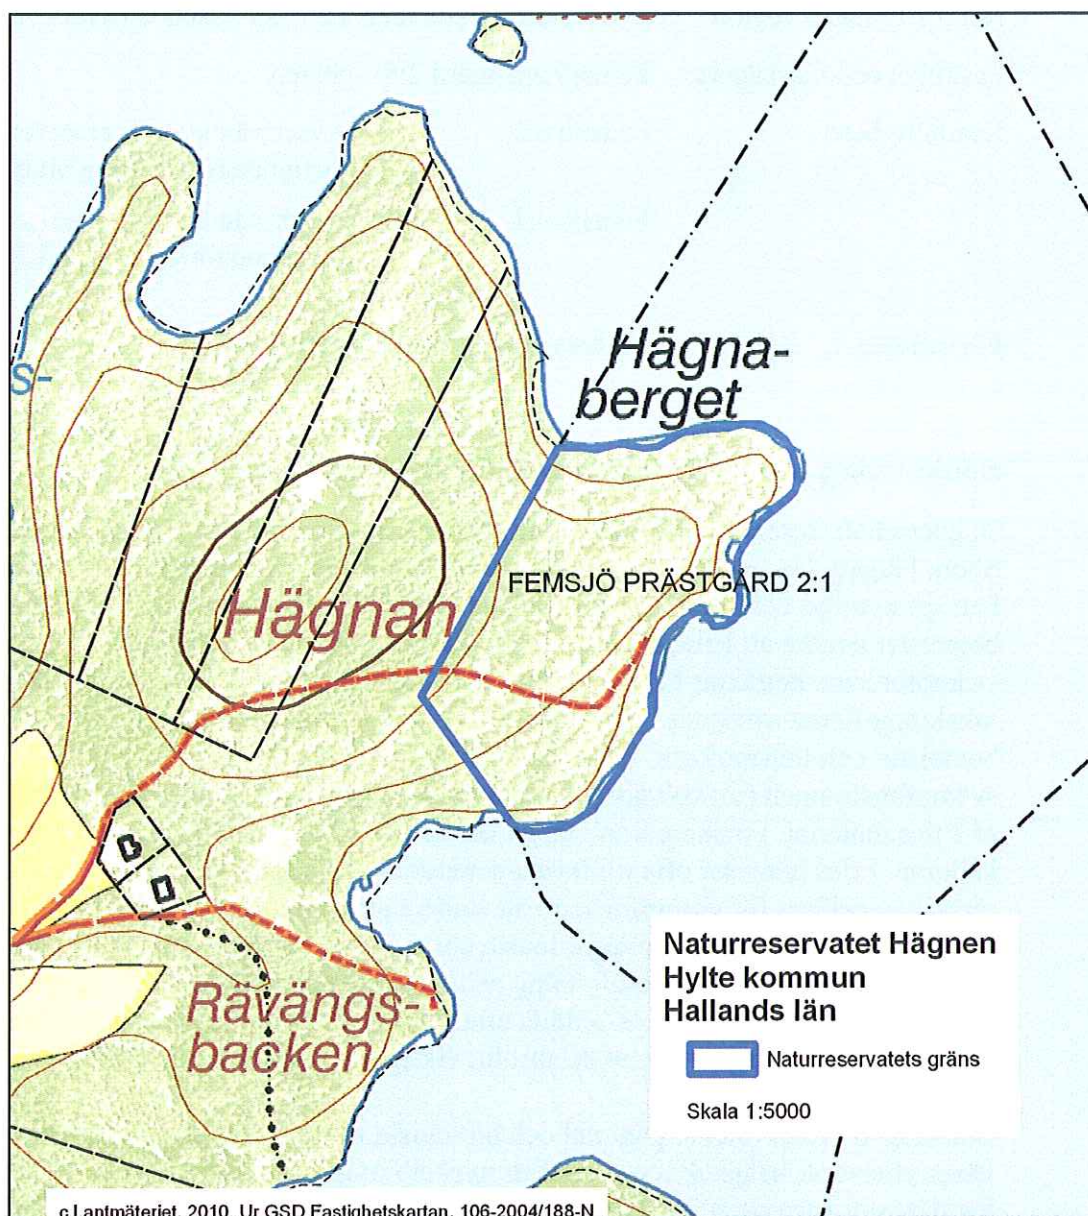 Hägna-
berget
s-
FEMSJÖ PRÄSTGÅRD 2:1
Hägnan
Rävängs-
backen
Naturreservatet Hägnen
Hylte kommun
Hallands län
Naturreservatets gräns
Skala 1:5000
c Lantmäteriet, 2010. Ur GSD Fastighetskartan, 106-2004/188-N